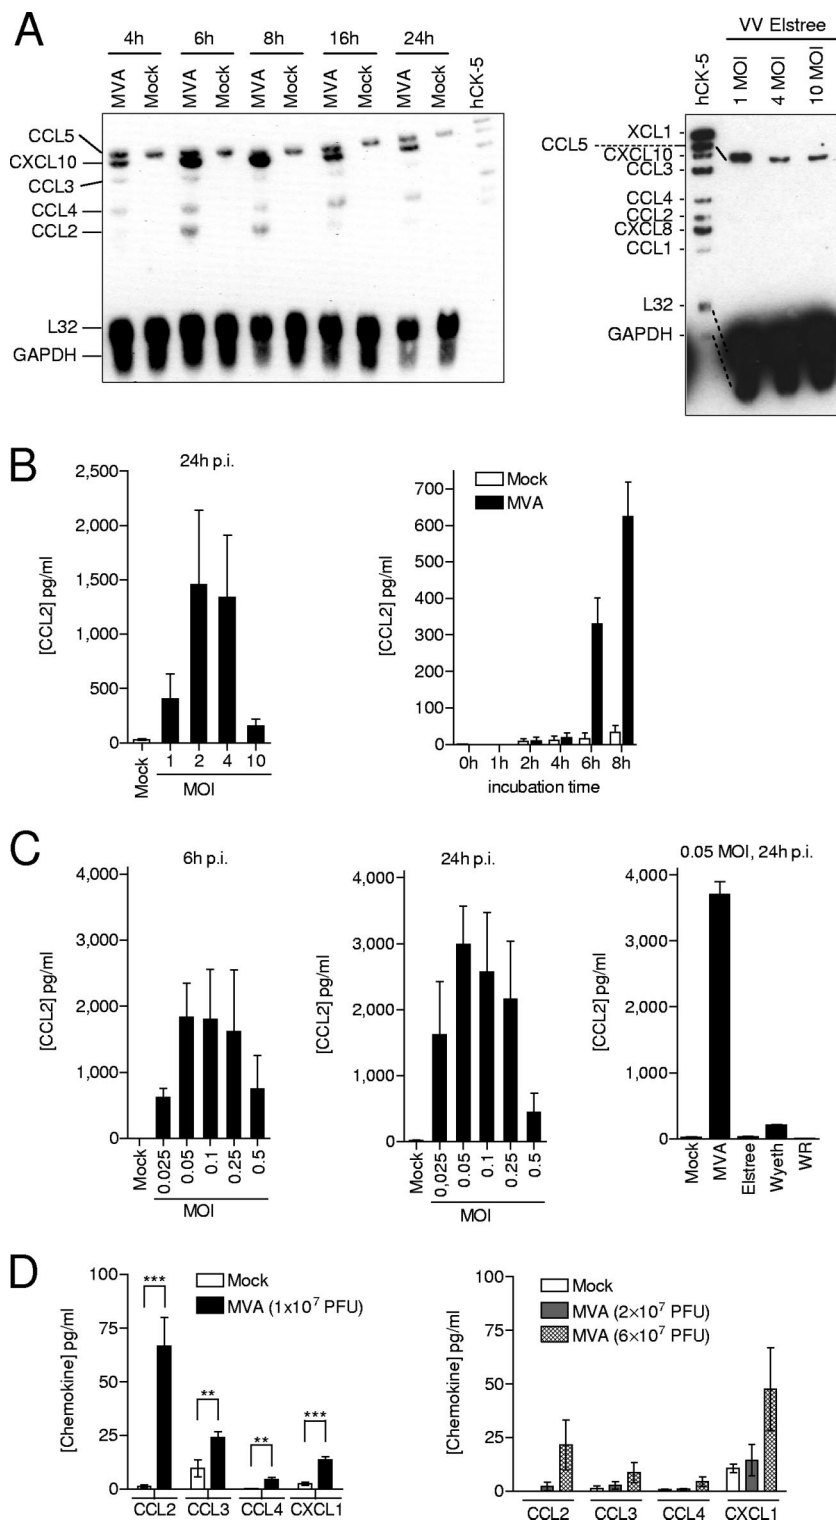 A
4h 6h 8h 16h 24h
MVA Mock MVA Mock MVA Mock MVA Mock MVA Mock hCK-5
CCL5
CXCL10
CCL3
CCL4
CCL2
L32
GAPDH
VV Elstree
hCK-5 1 MOI 4 MOI 10 MOI
XCL1
CCL5
CXCL10
CCL3
CCL4
CCL2
CXCL8
CCL1
L32
GAPDH
B
24h p.i.
[CCL2] pg/ml
2,500
2,000
1,500
1,000
500
0
Mock 1 2 4 10
MOI
Mock
MVA
[CCL2] pg/ml
700
600
500
400
300
200
100
0
0h 1h 2h 4h 6h 8h
incubation time
C
6h p.i.
[CCL2] pg/ml
4,000
3,000
2,000
1,000
0
Mock 0.025 0.05 0.1 0.25 0.5
MOI
24h p.i.
[CCL2] pg/ml
4,000
3,000
2,000
1,000
0
Mock 0,025 0.05 0.1 0.25 0.5
MOI
0.05 MOI, 24h p.i.
[CCL2] pg/ml
4,000
3,000
2,000
1,000
0
Mock MVA Elstree Wyeth WR
D
[Chemokine] pg/ml
100
75
50
25
0
Mock
MVA (1x10⁷ PFU)
*** ** ** ***
CCL2 CCL3 CCL4 CXCL1
[Chemokine] pg/ml
100
75
50
25
0
Mock
MVA (2×10⁷ PFU)
MVA (6×10⁷ PFU)
CCL2 CCL3 CCL4 CXCL1